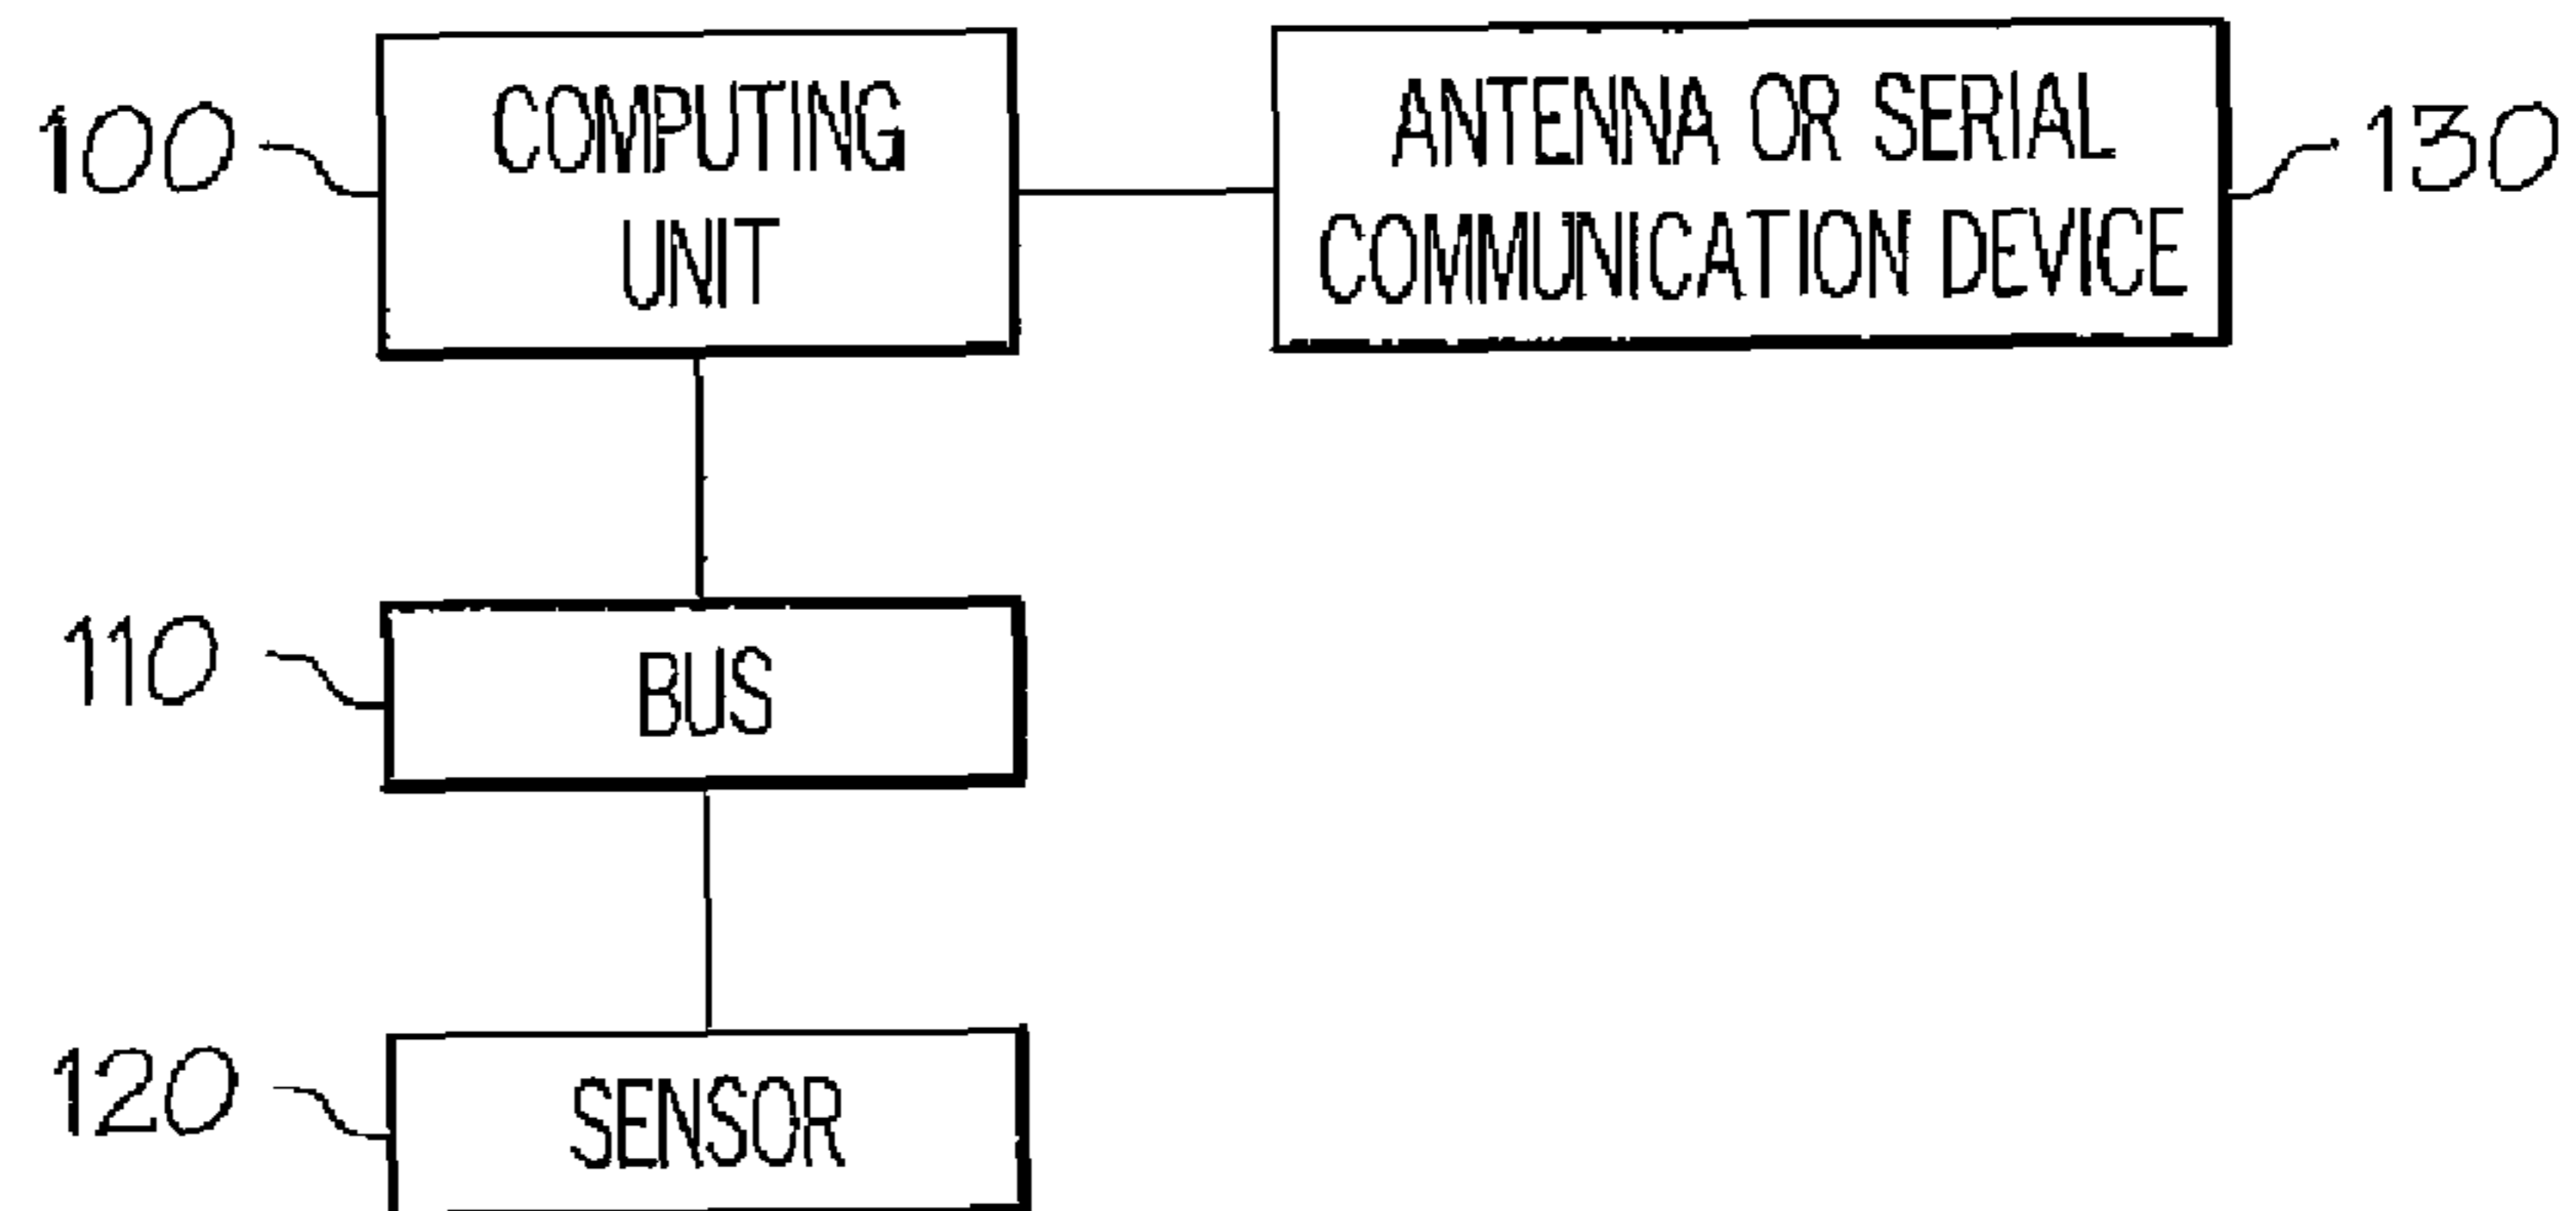 100
COMPUTING
UNIT
ANTENNA OR SERIAL
COMMUNICATION DEVICE
130
110
BUS
120
SENSOR